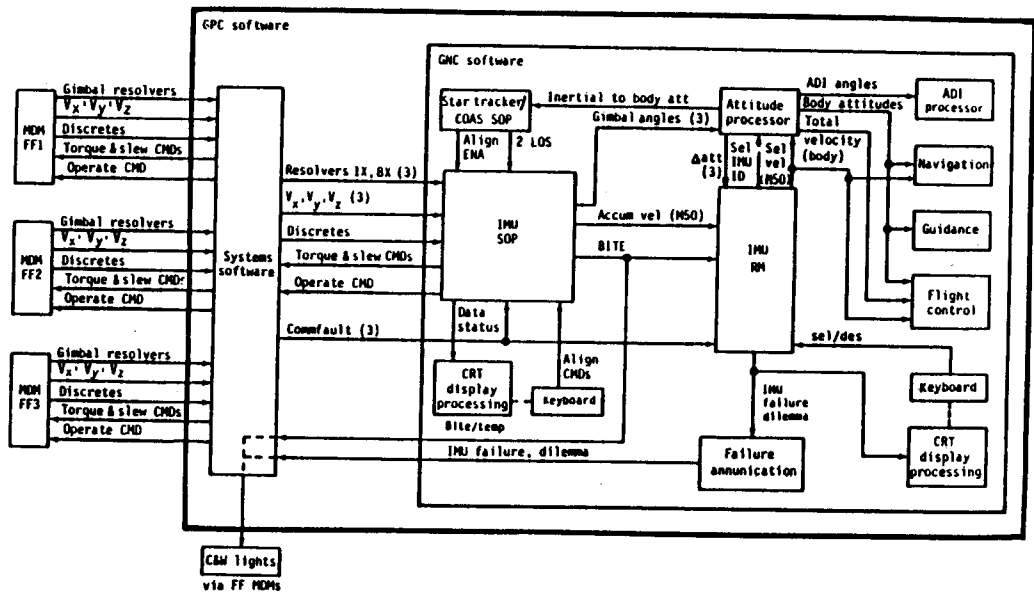 GPC software
GNC software
MDM
FF1
Gimbal resolvers
Vx, Vy, Vz
Discretes
Torque & slew CMDs
Operate CMD
MDM
FF2
Gimbal resolvers
Vx, Vy, Vz
Discretes
Torque & slew CMDs
Operate CMD
MDM
FF3
Gimbal resolvers
Vx, Vy, Vz
Discretes
Torque & slew CMDs
Operate CMD
Systems
software
Resolvers IX, 8X (3)
Vx, Vy, Vz (3)
Discretes
Torque & slew CMDs
Operate CMD
Commfault (3)
Star tracker/
COAS SOP
Align
ENA
2 LOS
IMU
SOP
Data
status
CRT
display
processing
Bite/temp
Align
CMDs
Keyboard
Inertial to body att
Gimbal angles (3)
Accum vel (M50)
BITE
Attitude
processor
Δatt
(3)
Sel
IMU
ID
Sel
vel
(M50)
IMU
RM
ADI angles
Body attitudes
Total
velocity
(body)
ADI
processor
Navigation
Guidance
Flight
control
sel/des
Keyboard
CRT
display
processing
IMU
failure
dilemma
Failure
annunication
IMU failure, dilemma
C&W lights
via FF MDMs